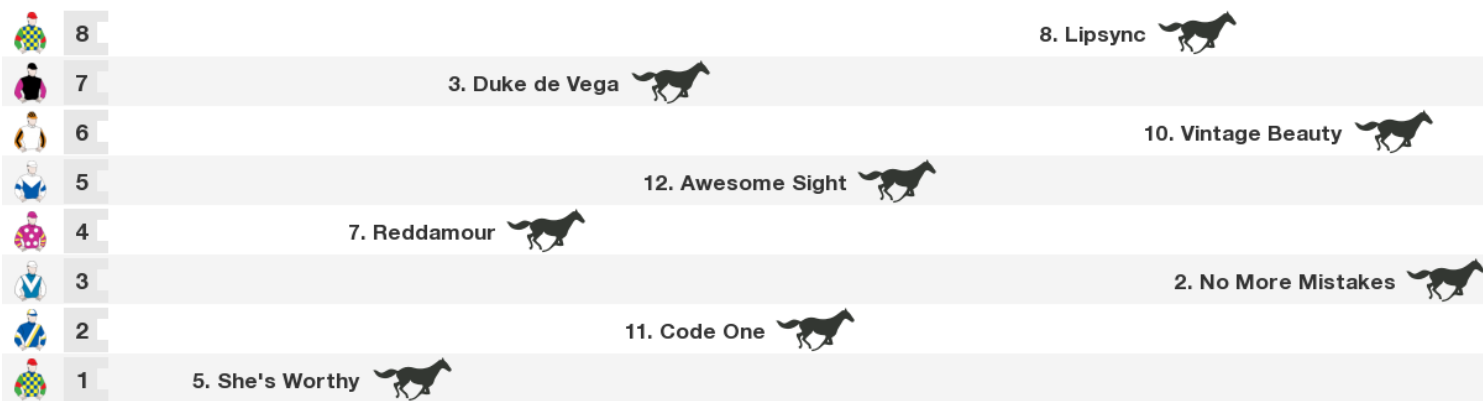 8 8. Lipsync
7 3. Duke de Vega
6 10. Vintage Beauty
5 12. Awesome Sight
4 7. Reddamour
3 2. No More Mistakes
2 11. Code One
1 5. She's Worthy